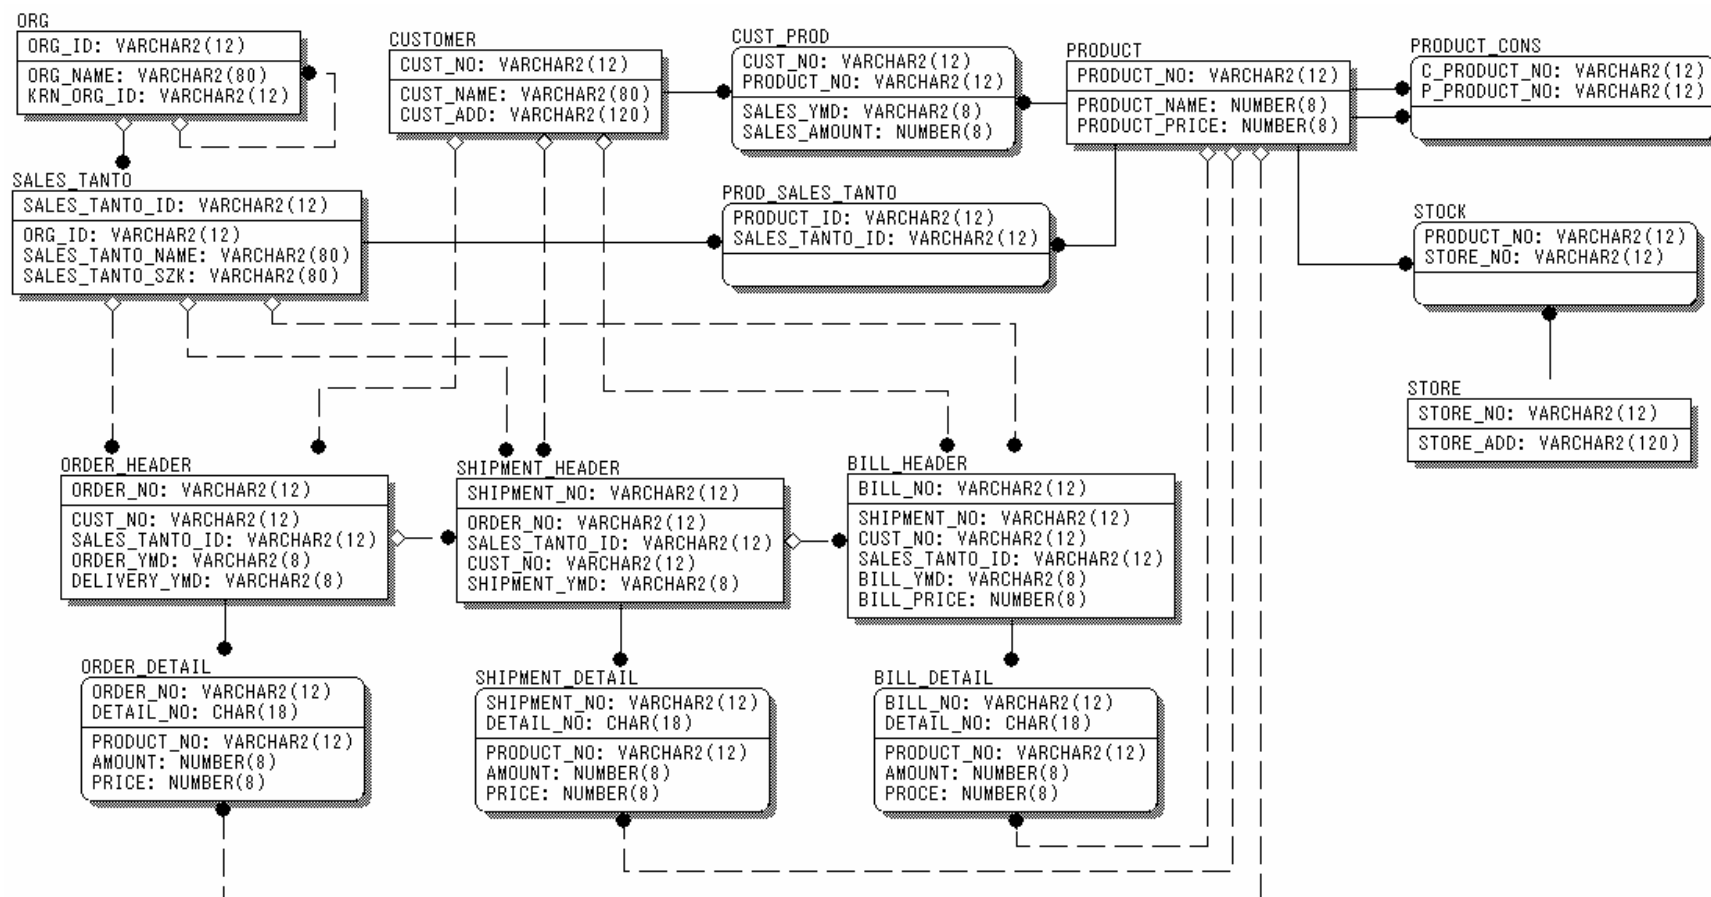 ORG
ORG_ID: VARCHAR2(12)
ORG_NAME: VARCHAR2(80)
KRN_ORG_ID: VARCHAR2(12)
CUSTOMER
CUST_NO: VARCHAR2(12)
CUST_NAME: VARCHAR2(80)
CUST_ADD: VARCHAR2(120)
CUST_PROD
CUST_NO: VARCHAR2(12)
PRODUCT_NO: VARCHAR2(12)
SALES_YMD: VARCHAR2(8)
SALES_AMOUNT: NUMBER(8)
PRODUCT
PRODUCT_NO: VARCHAR2(12)
PRODUCT_NAME: NUMBER(8)
PRODUCT_PRICE: NUMBER(8)
PRODUCT_CONS
C_PRODUCT_NO: VARCHAR2(12)
P_PRODUCT_NO: VARCHAR2(12)
SALES_TANTO
SALES_TANTO_ID: VARCHAR2(12)
ORG_ID: VARCHAR2(12)
SALES_TANTO_NAME: VARCHAR2(80)
SALES_TANTO_SZK: VARCHAR2(80)
PROD_SALES_TANTO
PRODUCT_ID: VARCHAR2(12)
SALES_TANTO_ID: VARCHAR2(12)
STOCK
PRODUCT_NO: VARCHAR2(12)
STORE_NO: VARCHAR2(12)
STORE
STORE_NO: VARCHAR2(12)
STORE_ADD: VARCHAR2(120)
ORDER_HEADER
ORDER_NO: VARCHAR2(12)
CUST_NO: VARCHAR2(12)
SALES_TANTO_ID: VARCHAR2(12)
ORDER_YMD: VARCHAR2(8)
DELIVERY_YMD: VARCHAR2(8)
SHIPMENT_HEADER
SHIPMENT_NO: VARCHAR2(12)
ORDER_NO: VARCHAR2(12)
SALES_TANTO_ID: VARCHAR2(12)
CUST_NO: VARCHAR2(12)
SHIPMENT_YMD: VARCHAR2(8)
BILL_HEADER
BILL_NO: VARCHAR2(12)
SHIPMENT_NO: VARCHAR2(12)
CUST_NO: VARCHAR2(12)
SALES_TANTO_ID: VARCHAR2(12)
BILL_YMD: VARCHAR2(8)
BILL_PRICE: NUMBER(8)
ORDER_DETAIL
ORDER_NO: VARCHAR2(12)
DETAIL_NO: CHAR(18)
PRODUCT_NO: VARCHAR2(12)
AMOUNT: NUMBER(8)
PRICE: NUMBER(8)
SHIPMENT_DETAIL
SHIPMENT_NO: VARCHAR2(12)
DETAIL_NO: CHAR(18)
PRODUCT_NO: VARCHAR2(12)
AMOUNT: NUMBER(8)
PRICE: NUMBER(8)
BILL_DETAIL
BILL_NO: VARCHAR2(12)
DETAIL_NO: CHAR(18)
PRODUCT_NO: VARCHAR2(12)
AMOUNT: NUMBER(8)
PROCE: NUMBER(8)